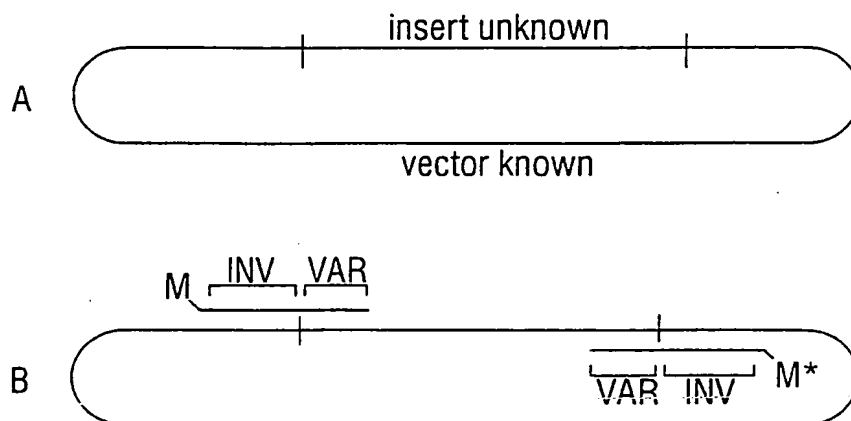 insert unknown
A
vector known
INV VAR
M
B
M*
VAR INV